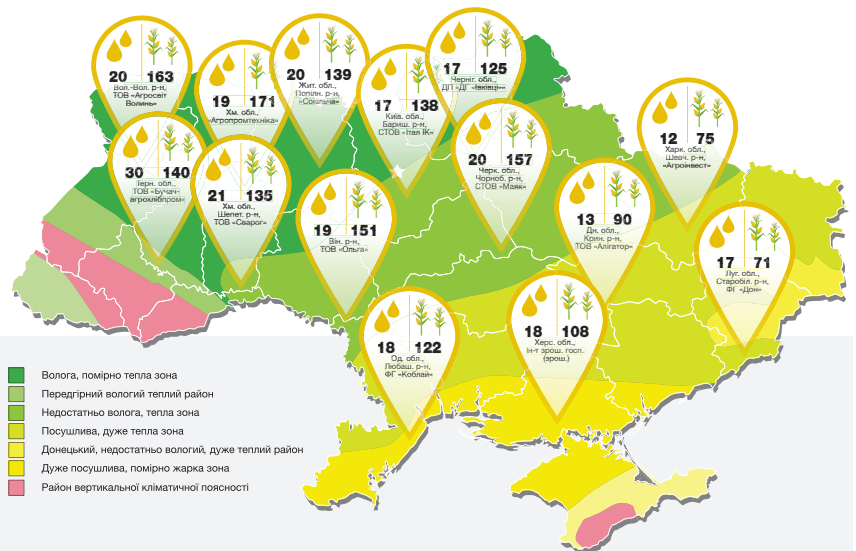 20 163
Вол.-Вол. р-н,
ТОВ «Агросвіт
Волинь»
19 171
Хм. обл.,
«Агропромтехніка»
20 139
Жит. обл.,
Попілн. р-н,
«Сокільча»
17 138
Київ. обл.,
Бариш. р-н,
СТОВ «Італ ІК»
17 125
Черніг. обл.,
ДП «ДГ «Івківці»
12 75
Харк. обл.,
Шевч. р-н,
«Агроінвест»
30 140
Терн. обл.,
ТОВ «Бучач-
агрохлібпром»
21 135
Хм. обл.,
Шепет. р-н,
ТОВ «Сварог»
20 157
Черк. обл.,
Чорноб. р-н,
СТОВ «Маяк»
19 151
Він. р-н,
ТОВ «Ольга»
13 90
Дн. обл.,
Крин. р-н,
ТОВ «Алігатор»
17 71
Луг. обл.,
Старобіл. р-н,
ФГ «Дон»
18 122
Од. обл.,
Любаш. р-н,
ФГ «Коблай»
18 108
Херс. обл.,
Ін-т зрош. госп.
(зрош.)
Волога, помірно тепла зона
Передгірний вологий теплий район
Недостатньо волога, тепла зона
Посушлива, дуже тепла зона
Донецький, недостатньо вологий, дуже теплий район
Дуже посушлива, помірно жарка зона
Район вертикальної кліматичної поясності